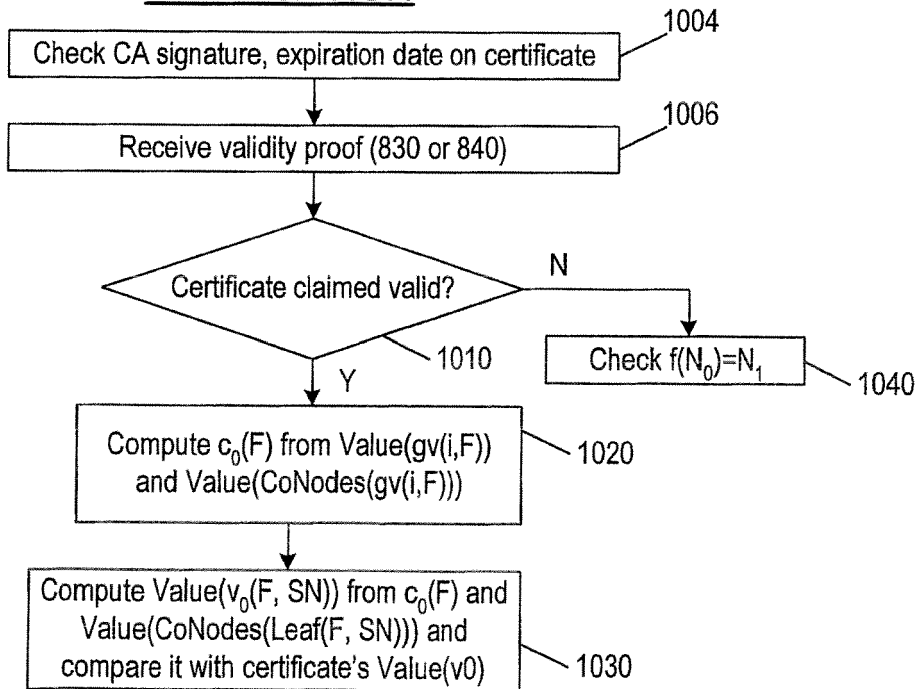 1004
Check CA signature, expiration date on certificate
1006
Receive validity proof (830 or 840)
Certificate claimed valid?
N
1010
Check f(N₀)=N₁
1040
Y
Compute c₀(F) from Value(gv(i,F))
and Value(CoNodes(gv(i,F)))
1020
Compute Value(v₀(F, SN)) from c₀(F) and
Value(CoNodes(Leaf(F, SN))) and
compare it with certificate's Value(v0)
1030